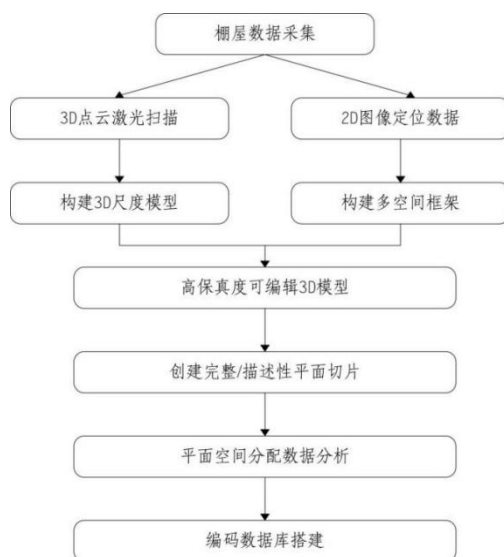 棚屋数据采集
3D点云激光扫描
2D图像定位数据
构建3D尺度模型
构建多空间框架
高保真度可编辑3D模型
创建完整/描述性平面切片
平面空间分配数据分析
编码数据库搭建